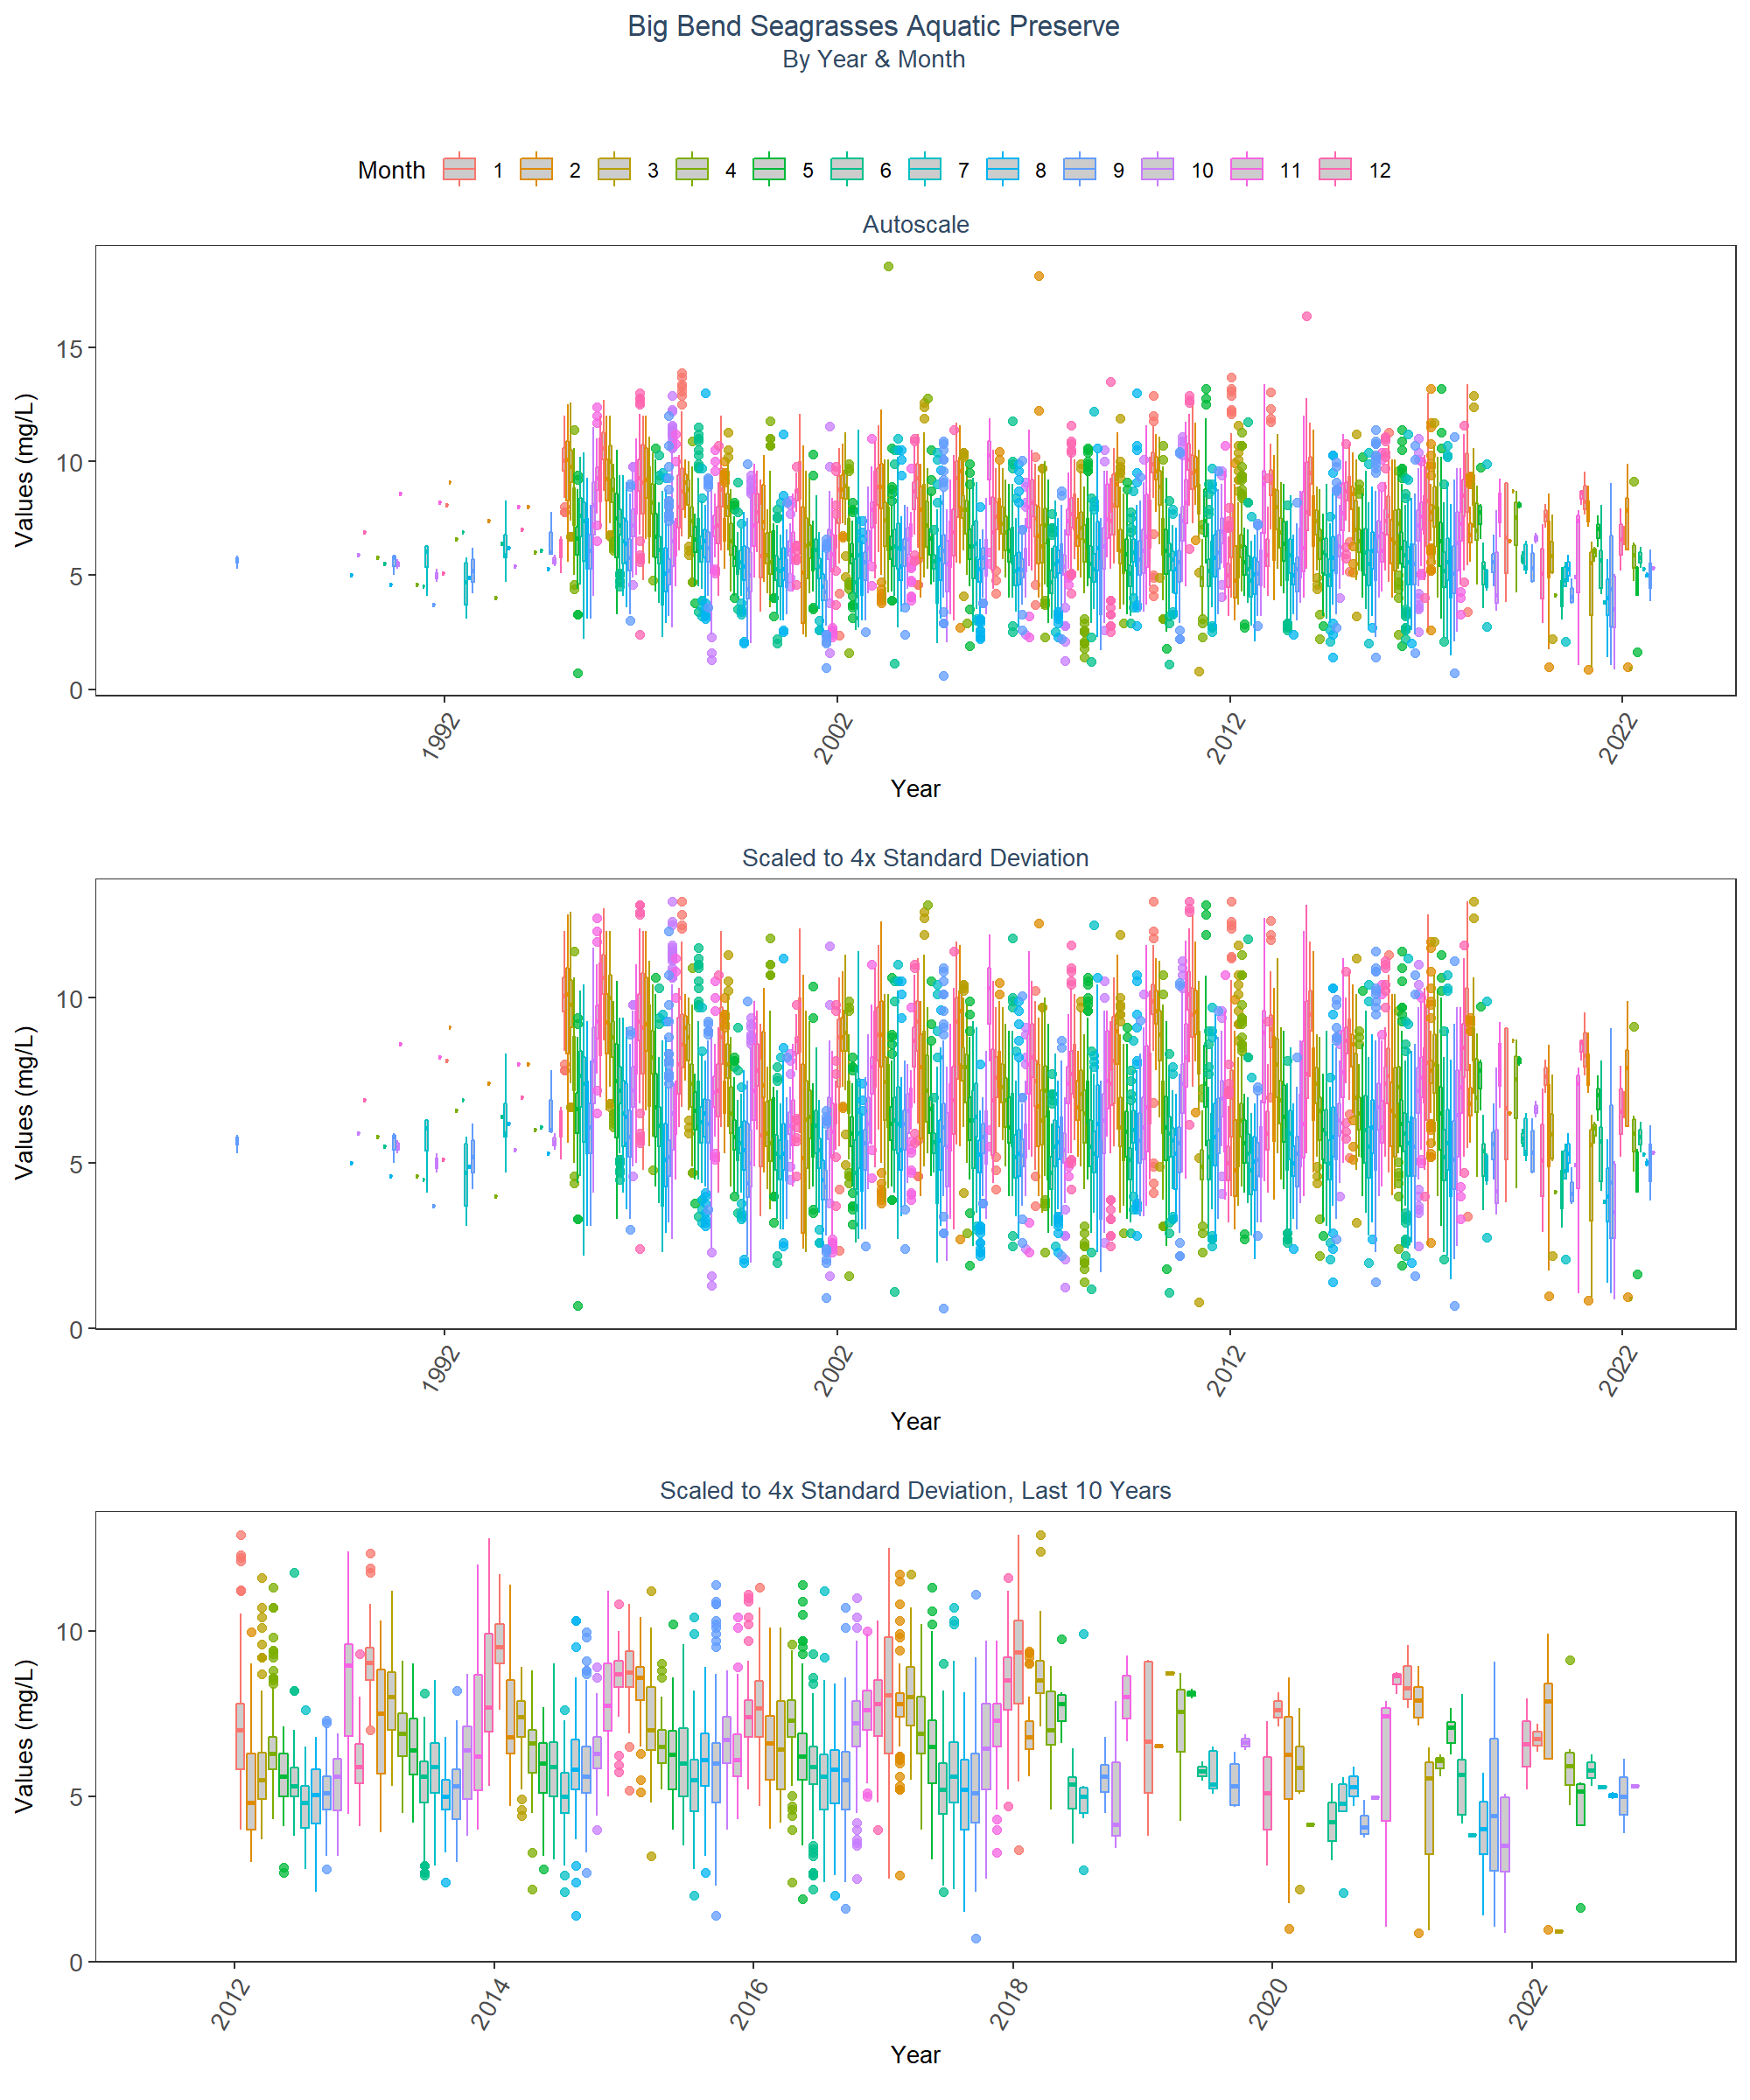 Big Bend Seagrasses Aquatic Preserve
By Year & Month
Month 1 2 3 4 5 6 7 8 9 10 11 12
Autoscale
Values (mg/L)
15
10
5
0
1992 2002 2012 2022
Year
Scaled to 4x Standard Deviation
Values (mg/L)
10
5
0
1992 2002 2012 2022
Year
Scaled to 4x Standard Deviation, Last 10 Years
Values (mg/L)
10
5
0
2012 2014 2016 2018 2020 2022
Year